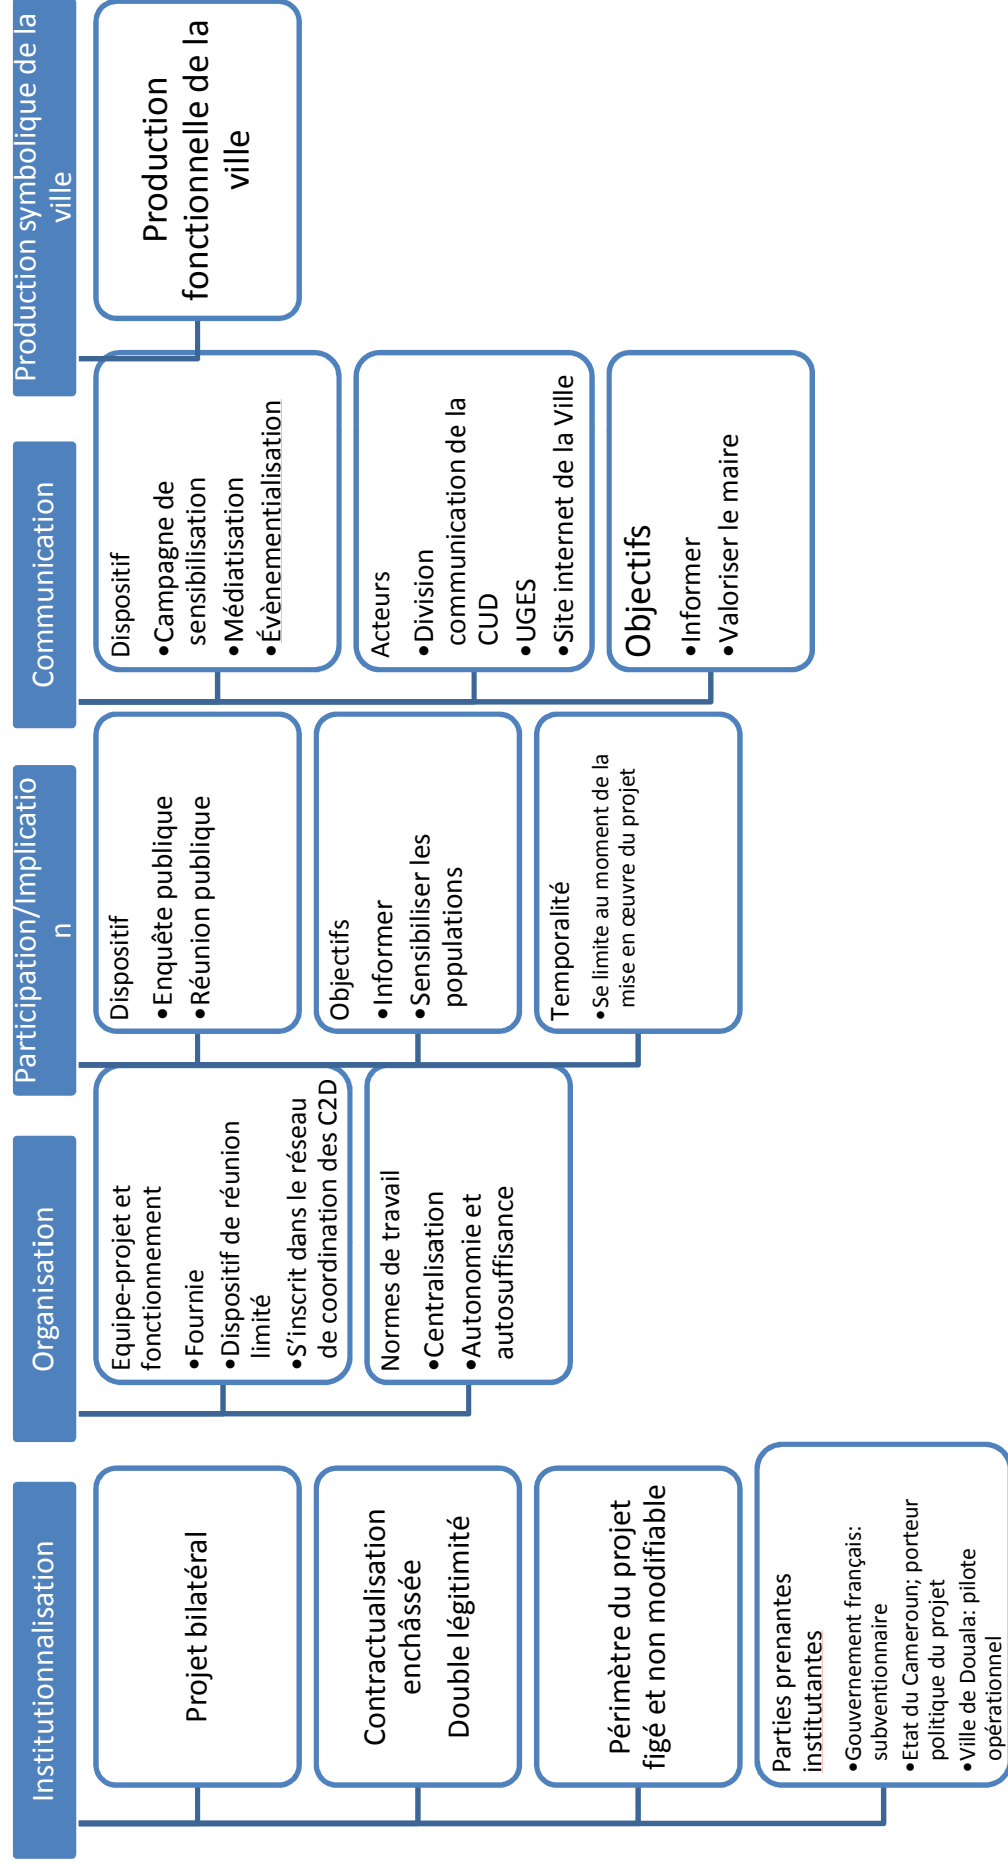 Institutionnalisation
Projet bilatéral
Contractualisation
enchâssée
Double légitimité
Périmètre du projet
figé et non modifiable
Parties prenantes
institutantes
•Gouvernement français:
subventionnaire
•Etat du Cameroun; porteur
politique du projet
•Ville de Douala: pilote
opérationnel
Organisation
Equipe-projet et
fonctionnement
•Fournie
•Dispositif de réunion
limité
•S’inscrit dans le réseau
de coordination des C2D
Normes de travail
•Centralisation
•Autonomie et
autosuffisance
Participation/Implicatio
n
Dispositif
•Enquête publique
•Réunion publique
Objectifs
•Informer
•Sensibiliser les
populations
Temporalité
•Se limite au moment de la
mise en œuvre du projet
Communication
Dispositif
•Campagne de
sensibilisation
•Médiatisation
•Évènementialisation
Acteurs
•Division
communication de la
CUD
•UGES
•Site internet de la Ville
Objectifs
•Informer
•Valoriser le maire
Production symbolique de la
ville
Production
fonctionnelle de la
ville